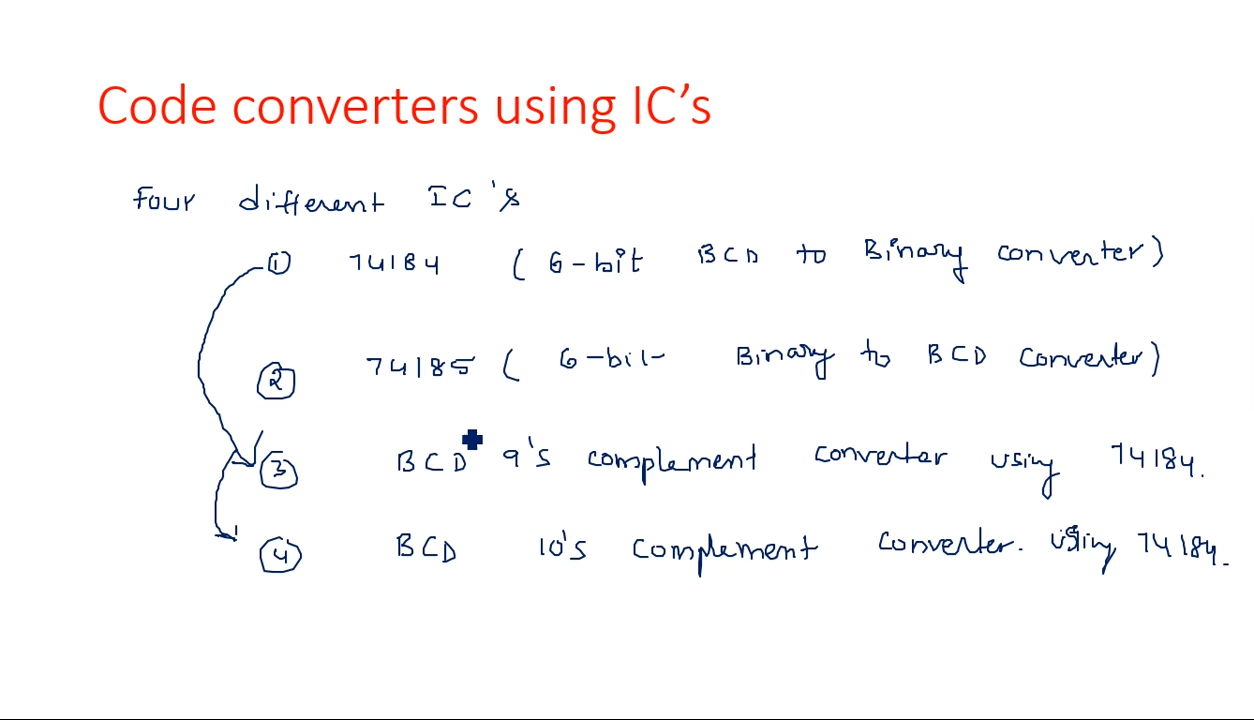 Code converters using IC’s
Four different IC's
① 74184 ( 6-bit BCD to Binary converter)
② 74185 ( 6-bit Binary to BCD converter)
③ BCD 9's complement converter using 74184.
④ BCD 10's complement converter. using 74184.